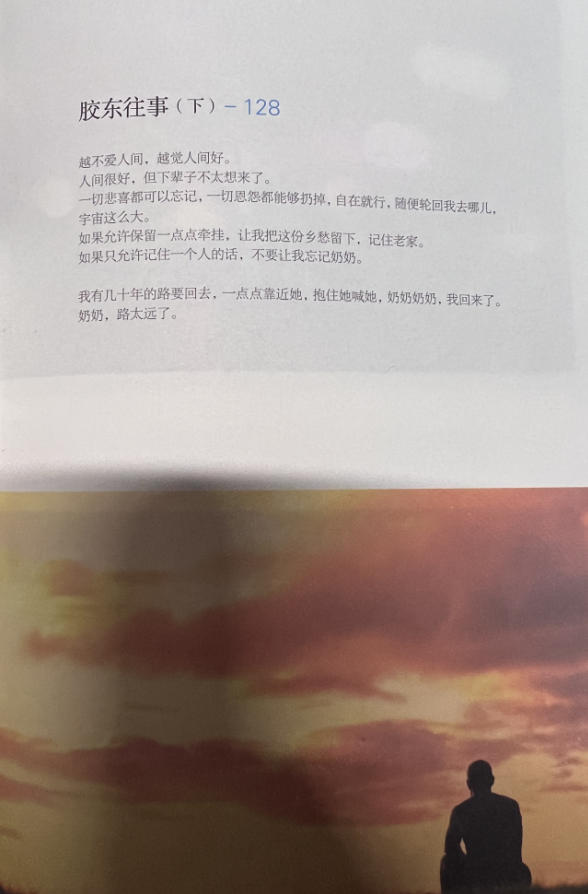 胶东往事（下）– 128
越不爱人间，越觉人间好。
人间很好，但下辈子不太想来了。
一切悲喜都可以忘记，一切恩怨都能够扔掉，自在就行，随便轮回我去哪儿，
宇宙这么大。
如果允许保留一点点牵挂，让我把这份乡愁留下，记住老家。
如果只允许记住一个人的话，不要让我忘记奶奶。
我有几十年的路要回去，一点点靠近她，抱住她喊她，奶奶奶奶，我回来了。
奶奶，路太远了。